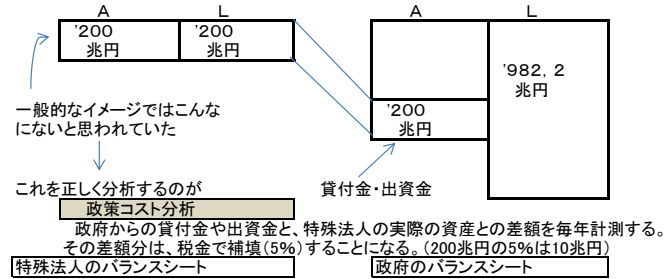 A L A L
'200 '200
兆円 兆円
'982, 2
兆円
'200
兆円
一般的なイメージではこんな
にないと思われていた
これを正しく分析するのが
貸付金・出資金
政策コスト分析
政府からの貸付金や出資金と、特殊法人の実際の資産との差額を毎年計測する。
その差額分は、税金で補填(5%)することになる。(200兆円の5%は10兆円)
特殊法人のバランスシート 政府のバランスシート